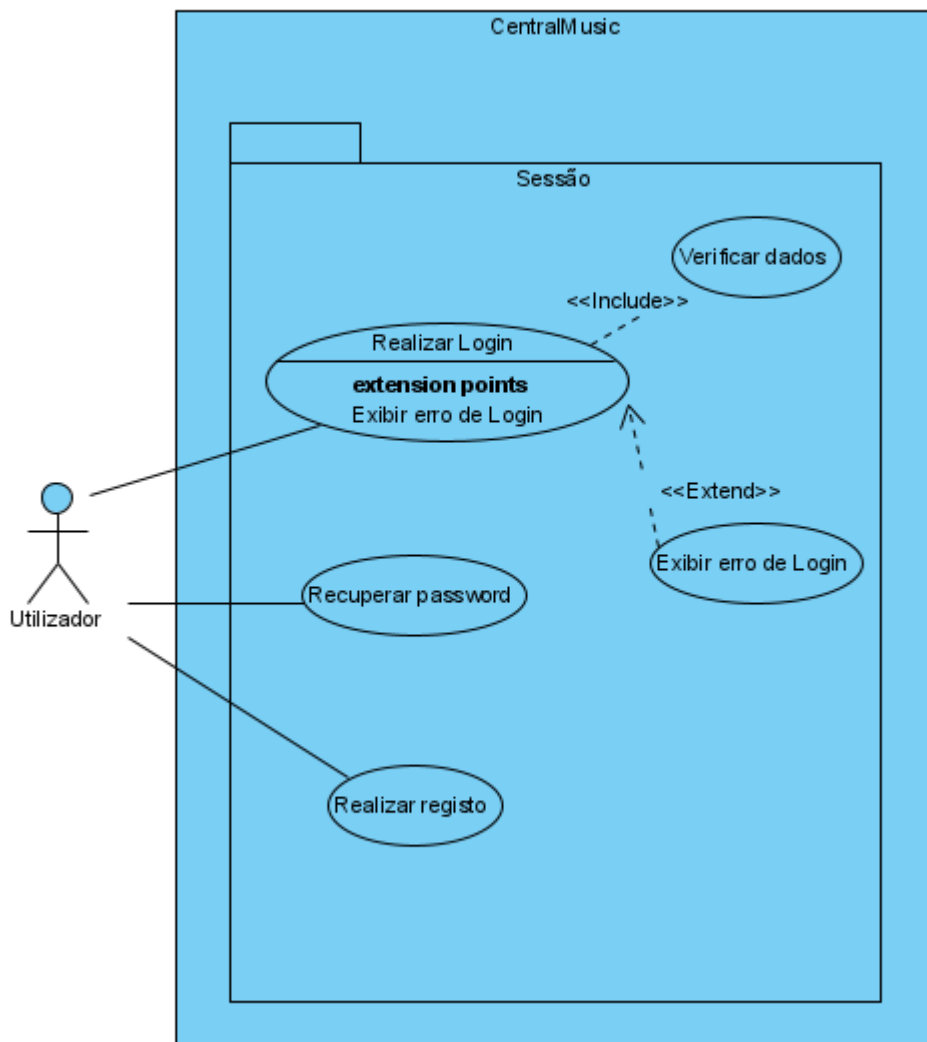 CentralMusic
Sessão
Verificar dados
<<Include>>
Realizar Login
extension points
Exibir erro de Login
<<Extend>>
Exibir erro de Login
Recuperar password
Utilizador
Realizar registo